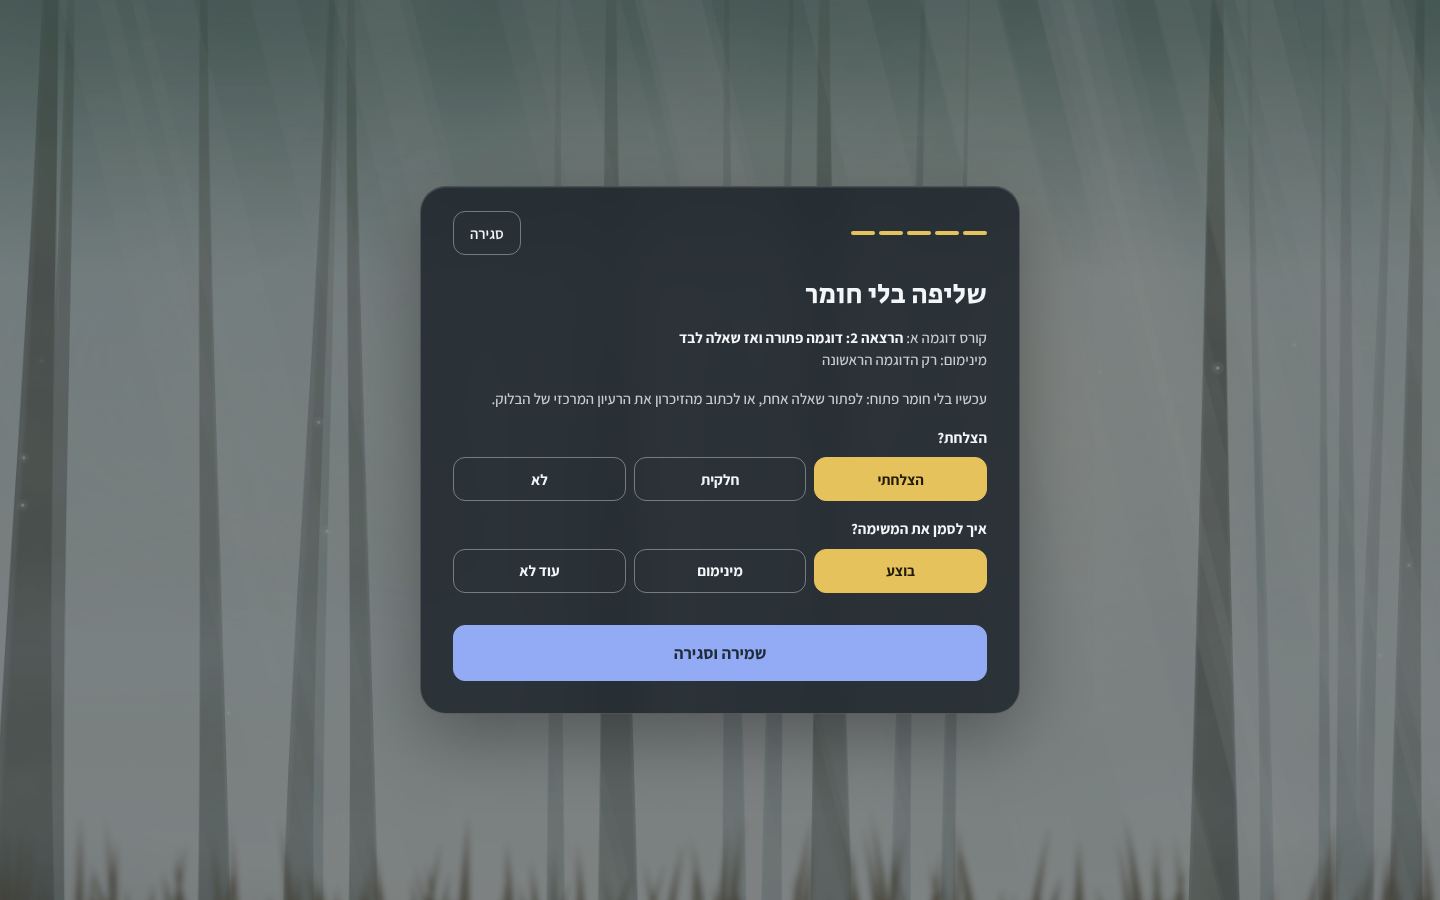 סגירה
שליפה בלי חומר
קורס דוגמה א: הרצאה 2: דוגמה פתורה ואז שאלה לבד
מינימום: רק הדוגמה הראשונה
עכשיו בלי חומר פתוח: לפתור שאלה אחת, או לכתוב מהזיכרון את הרעיון המרכזי של הבלוק.
הצלחת?
הצלחתי
חלקית
לא
איך לסמן את המשימה?
בוצע
מינימום
עוד לא
שמירה וסגירה